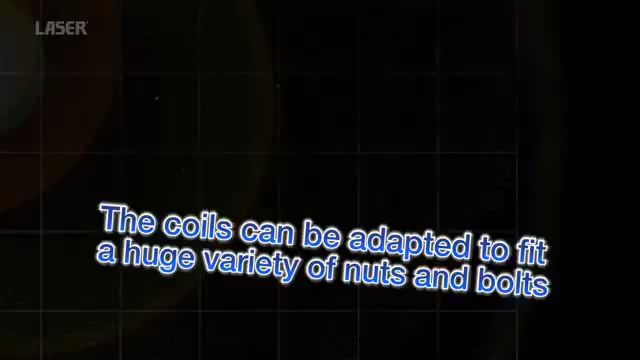 LASER
The coils can be adapted to fit
a huge variety of nuts and bolts